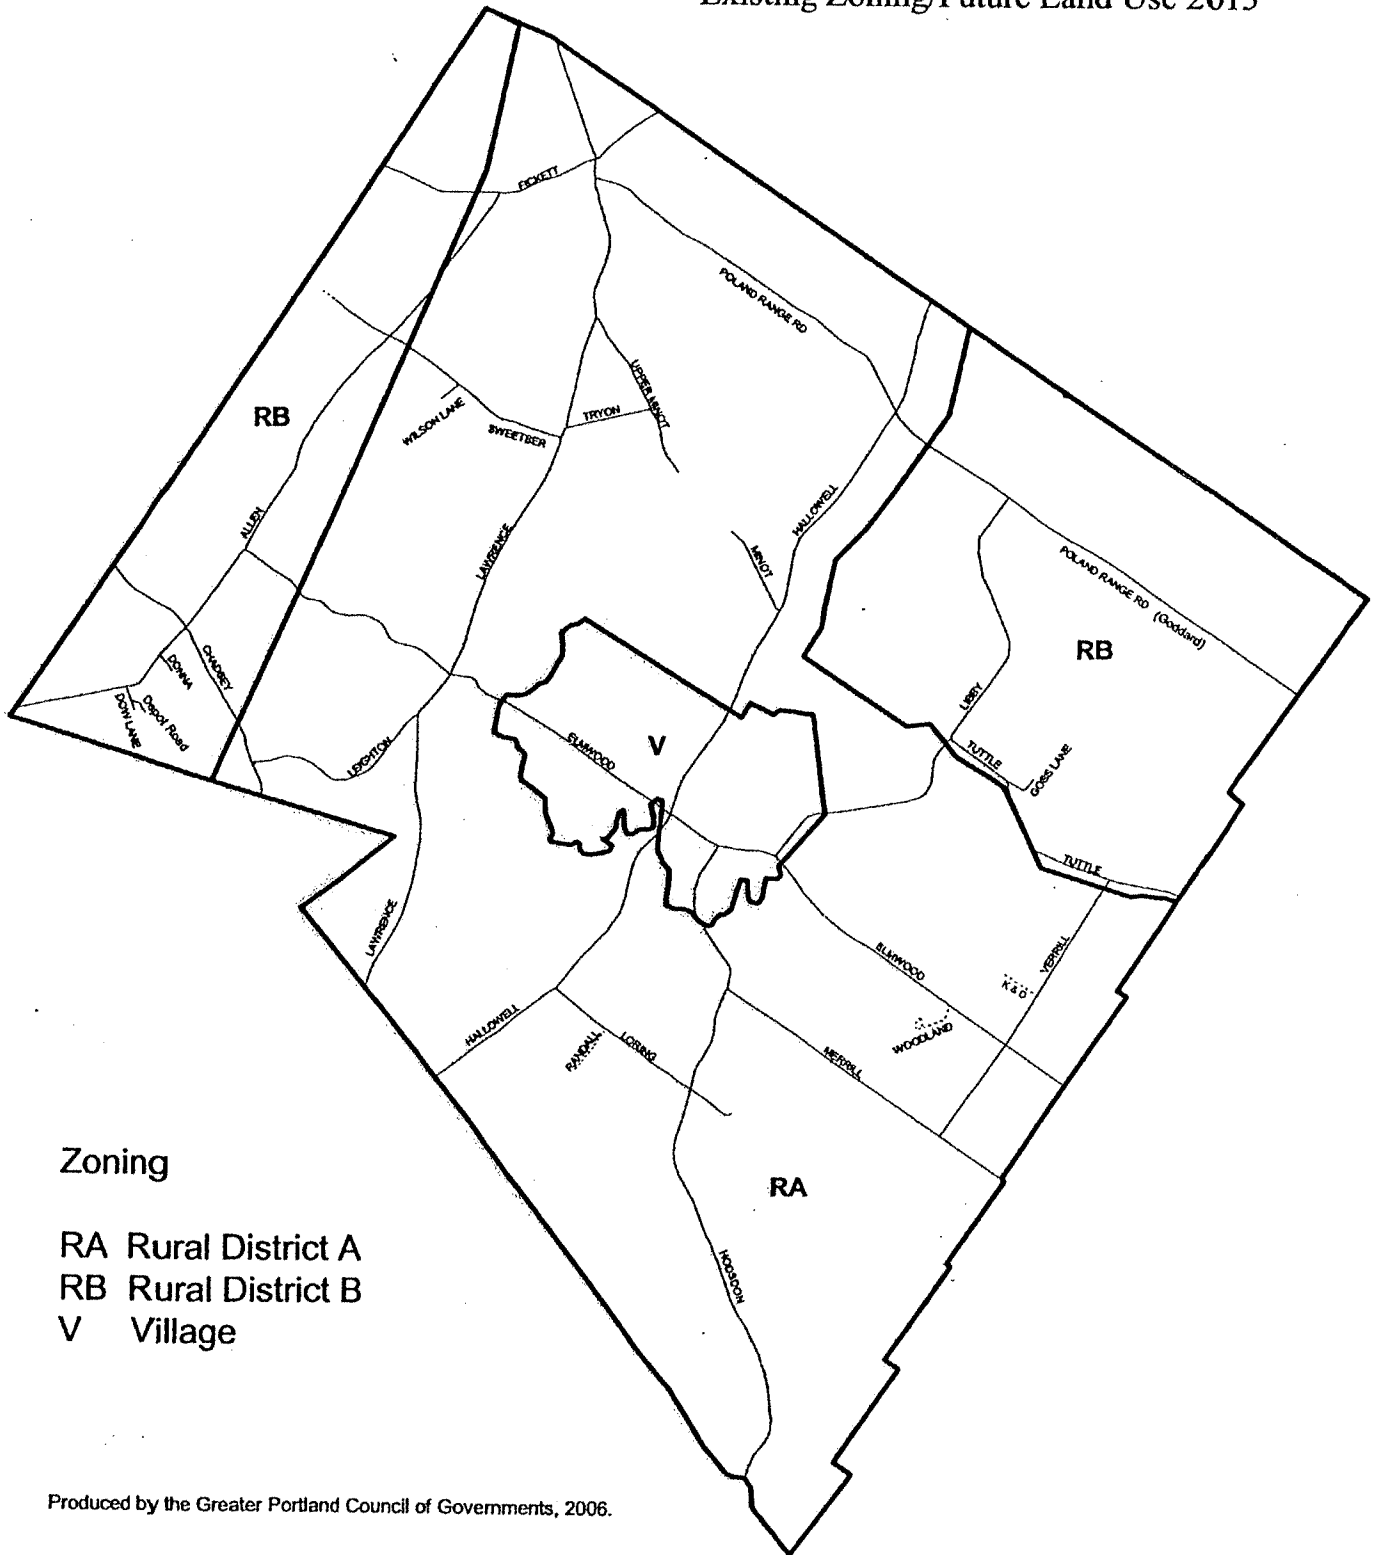 Existing Zoning/Future Land Use 2015
FICKETT
POLAND RANGE RD
UPPER MINOT
RB
WILSON LANE
SWEETSER
TRYON
HALLOWELL
ALLEN
LAWRENCE
MINOT
POLAND RANGE RD (Goddard)
RB
CHADSEY
DONNA
Depot Road
DOW LANE
LIBBY
LEIGHTON
ELMWOOD
V
TUTTLE
GOSS LANE
TUTTLE
LAWRENCE
ELMWOOD
VERRILL
K & D
WOODLAND
HALLOWELL
RANDALL
LORING
MERRILL
RA
HODSDON
Zoning
RA Rural District A
RB Rural District B
V Village
Produced by the Greater Portland Council of Governments, 2006.